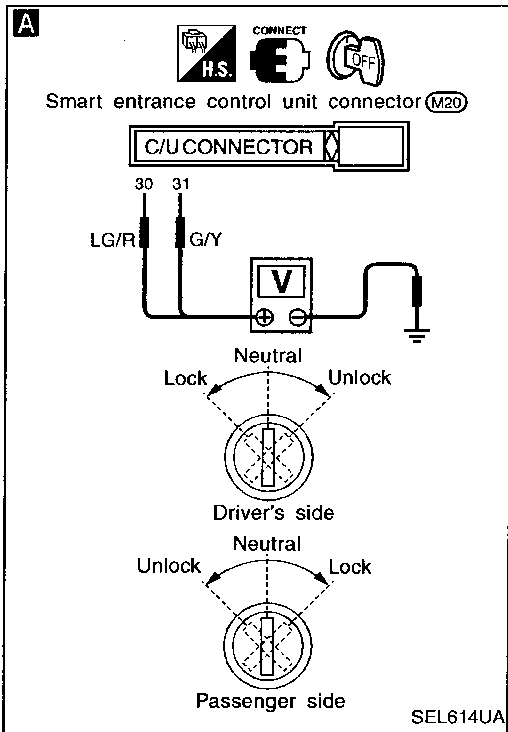 A
H.S.
CONNECT
OFF
Smart entrance control unit connector M20
C/U CONNECTOR
30 31
LG/R G/Y
V
Neutral
Lock Unlock
Driver's side
Neutral
Unlock Lock
Passenger side
SEL614UA